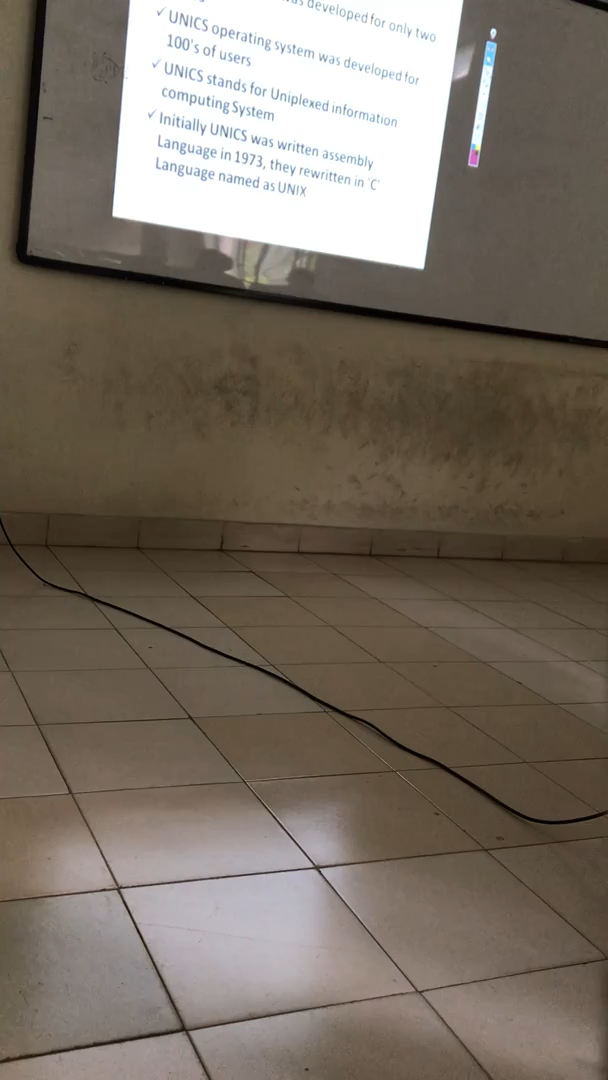 developed for only two
✓ UNICS operating system was developed for
100's of users
✓ UNICS stands for Uniplexed information
computing System
✓ Initially UNICS was written assembly
Language in 1973, they rewritten in 'C'
Language named as UNIX